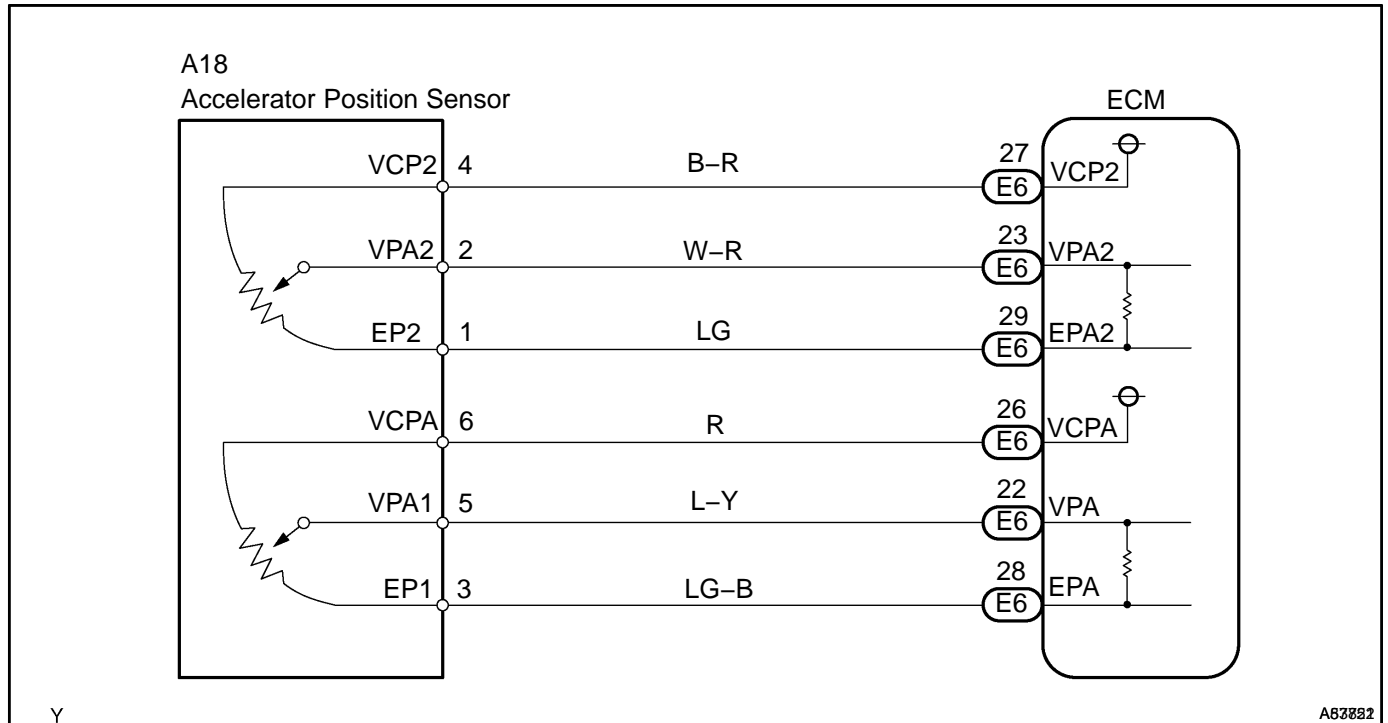 A18
Accelerator Position Sensor
ECM
VCP2 4 B–R 27 E6 VCP2
VPA2 2 W–R 23 E6 VPA2
EP2 1 LG 29 E6 EPA2
VCPA 6 R 26 E6 VCPA
VPA1 5 L–Y 22 E6 VPA
EP1 3 LG–B 28 E6 EPA
Y